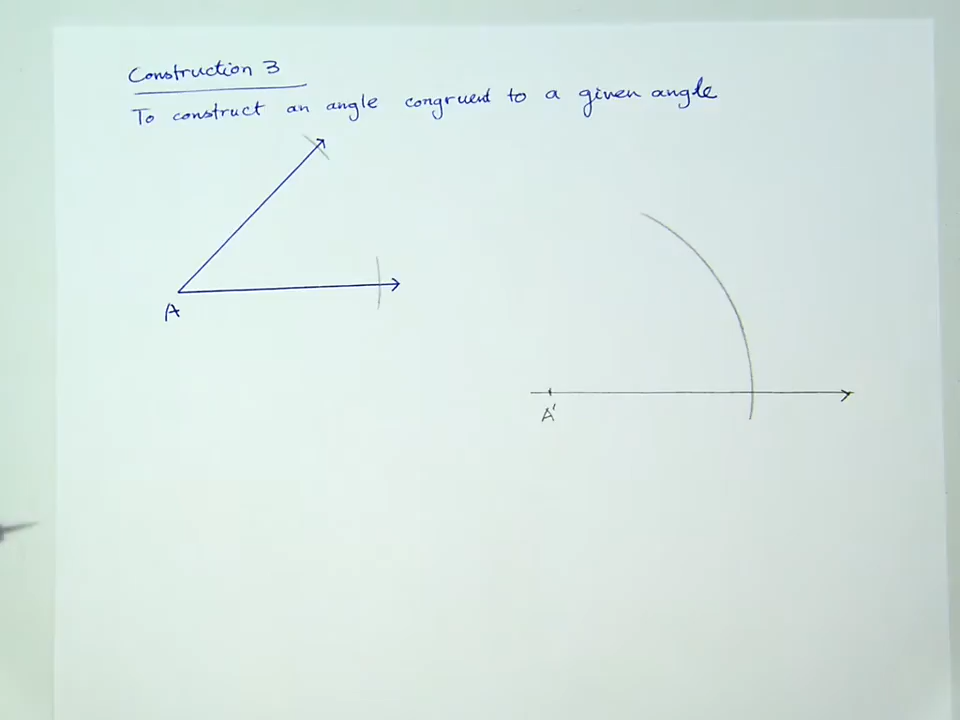 Construction 3
To construct an angle congruent to a given angle
A
A'